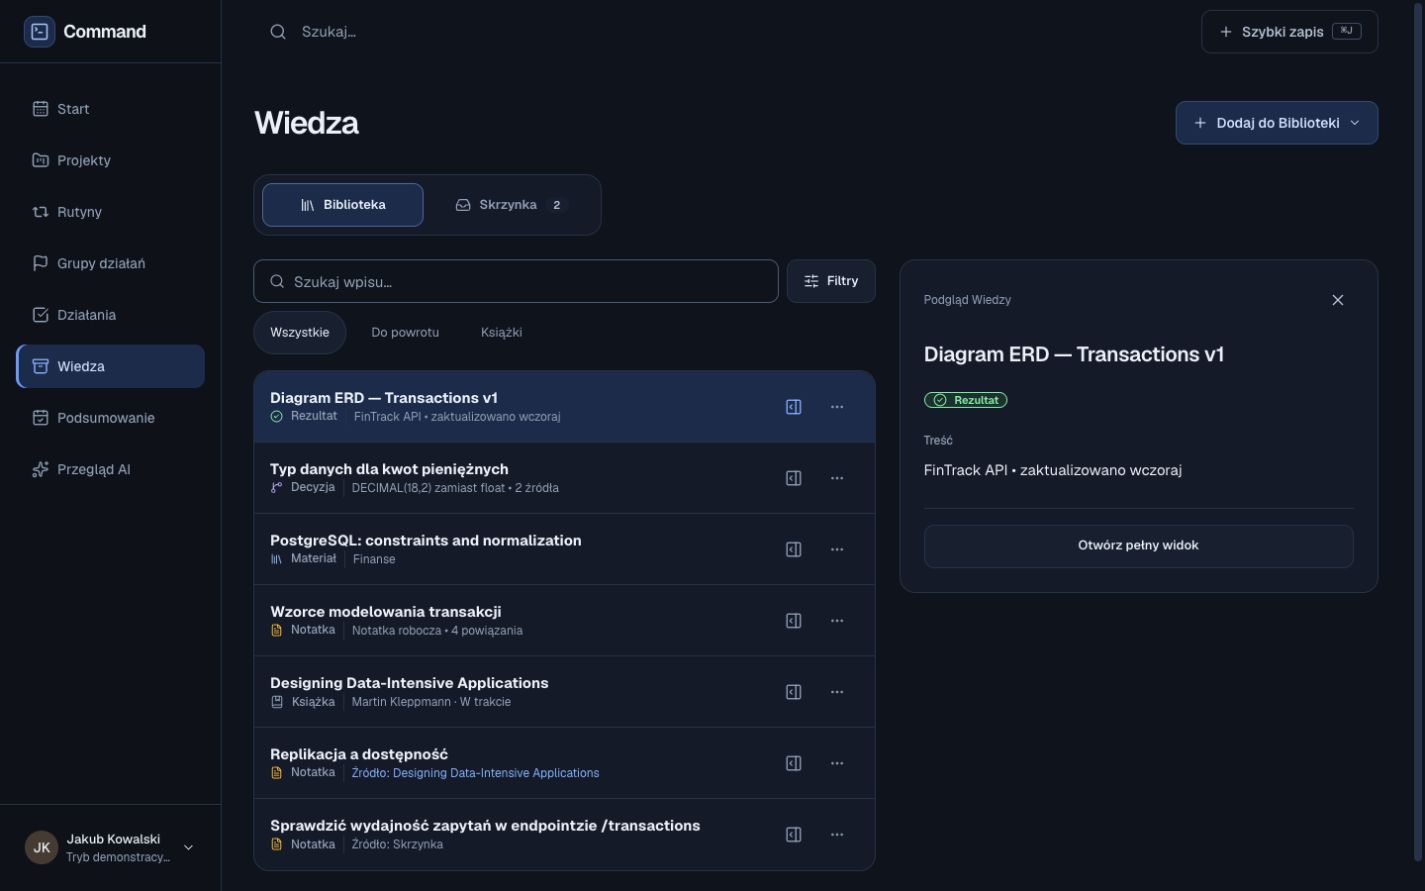 Command
Start
Projekty
Rutyny
Grupy działań
Działania
Wiedza
Podsumowanie
Przegląd AI
JK
Jakub Kowalski
Tryb demonstracy...
Szukaj...
Szybki zapis ⌘J
Wiedza
Dodaj do Biblioteki
Biblioteka
Skrzynka 2
Szukaj wpisu...
Filtry
Wszystkie
Do powrotu
Książki
Diagram ERD — Transactions v1
Rezultat FinTrack API • zaktualizowano wczoraj
Typ danych dla kwot pieniężnych
Decyzja DECIMAL(18,2) zamiast float • 2 źródła
PostgreSQL: constraints and normalization
Materiał Finanse
Wzorce modelowania transakcji
Notatka Notatka robocza • 4 powiązania
Designing Data-Intensive Applications
Książka Martin Kleppmann · W trakcie
Replikacja a dostępność
Notatka Źródło: Designing Data-Intensive Applications
Sprawdzić wydajność zapytań w endpointzie /transactions
Notatka Źródło: Skrzynka
Podgląd Wiedzy
Diagram ERD — Transactions v1
Rezultat
Treść
FinTrack API • zaktualizowano wczoraj
Otwórz pełny widok